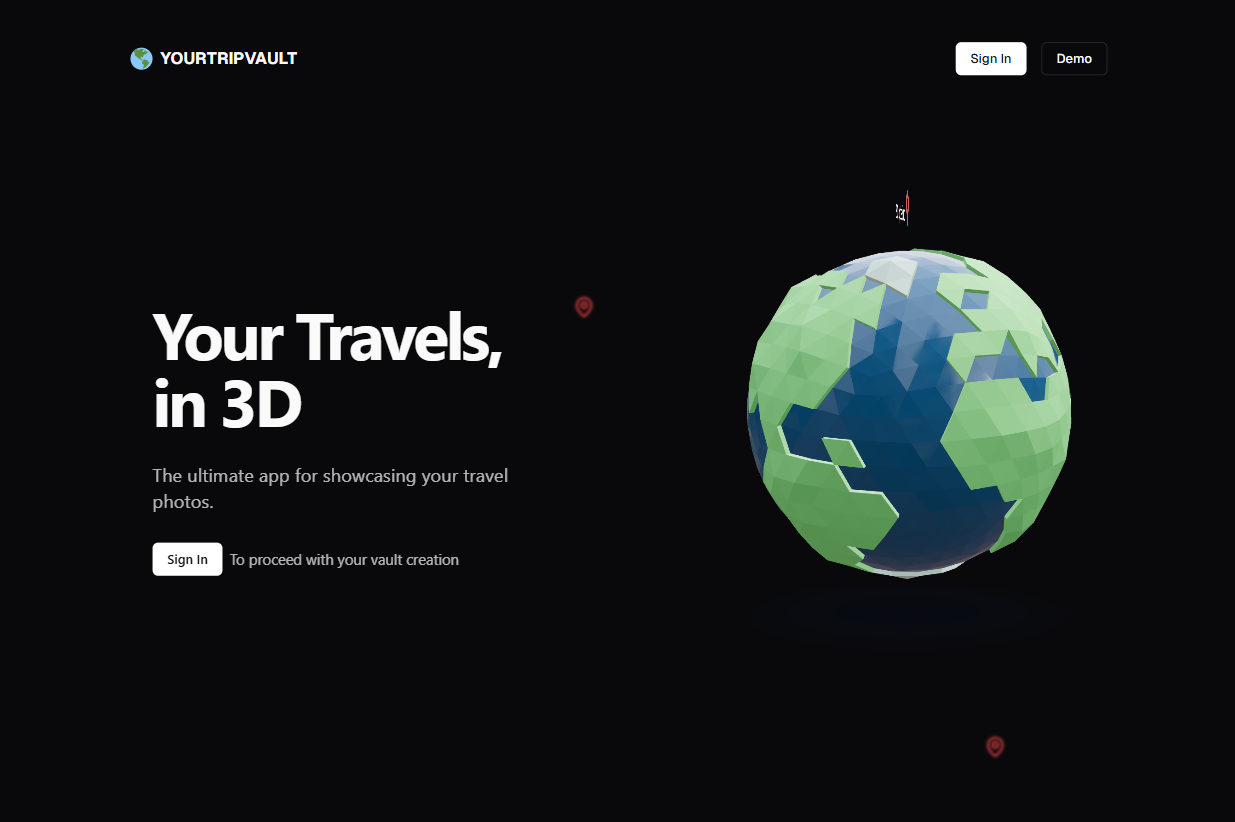 YOURTRIPVAULT
Sign In
Demo
Your Travels,
in 3D
The ultimate app for showcasing your travel
photos.
Sign In To proceed with your vault creation